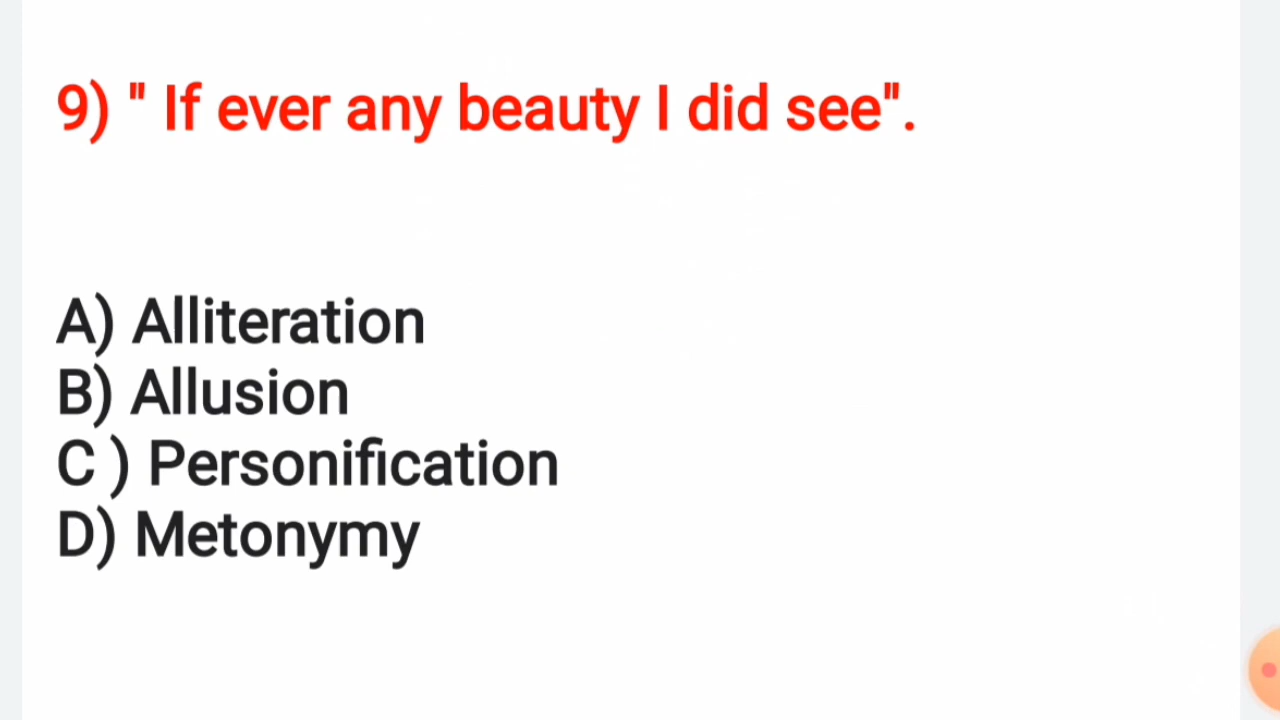 9) " If ever any beauty I did see".
A) Alliteration
B) Allusion
C ) Personification
D) Metonymy